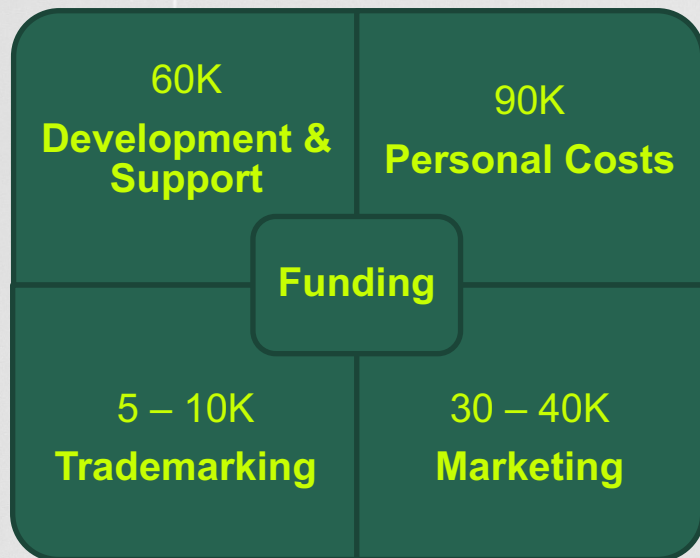 60K
Development &
Support
90K
Personal Costs
Funding
5 – 10K
Trademarking
30 – 40K
Marketing